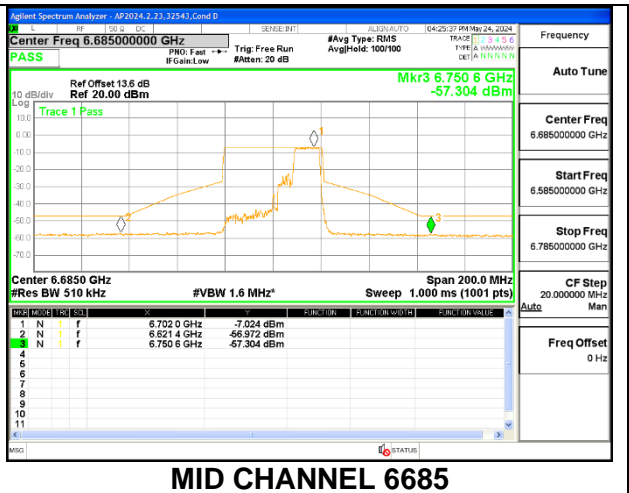 Agilent Spectrum Analyzer - AP2024.2.23,32543,Cond D
L RF 50 Ω DC SENSE:INT ALIGN AUTO 04:25:37 PM May 24, 2024
Center Freq 6.685000000 GHz
PASS
PNO: Fast
IFGain:Low
Trig: Free Run
#Atten: 20 dB
#Avg Type: RMS
Avg|Hold: 100/100
TRACE 1 2 3 4 5 6
TYPE A WWWWW
DET A N N N N N
Frequency
Auto Tune
Ref Offset 13.6 dB
Ref 20.00 dBm
10 dB/div
Log
Mkr3 6.750 6 GHz
-57.304 dBm
Trace 1 Pass
10.0
0.00
-10.0
-20.0
-30.0
-40.0
-50.0
-60.0
-70.0
1
2
3
Center Freq
6.685000000 GHz
Start Freq
6.585000000 GHz
Stop Freq
6.785000000 GHz
CF Step
20.000000 MHz
Auto Man
Freq Offset
0 Hz
Center 6.6850 GHz
Span 200.0 MHz
#Res BW 510 kHz
#VBW 1.6 MHz*
Sweep 1.000 ms (1001 pts)
MKR MODE TRC SCL X Y FUNCTION FUNCTION WIDTH FUNCTION VALUE
1 N 1 f 6.702 0 GHz -7.024 dBm
2 N 1 f 6.621 4 GHz -56.972 dBm
3 N 1 f 6.750 6 GHz -57.304 dBm
4
5
6
7
8
9
10
11
MSG
STATUS
MID CHANNEL 6685